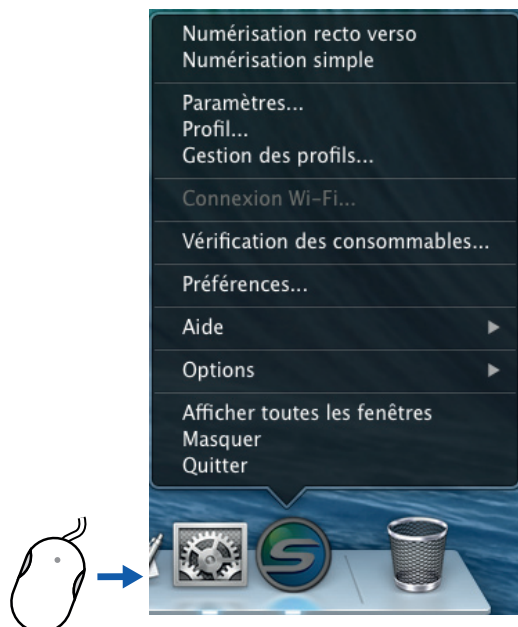 Numérisation recto verso
Numérisation simple
Paramètres...
Profil...
Gestion des profils...
Connexion Wi-Fi...
Vérification des consommables...
Préférences...
Aide
Options
Afficher toutes les fenêtres
Masquer
Quitter